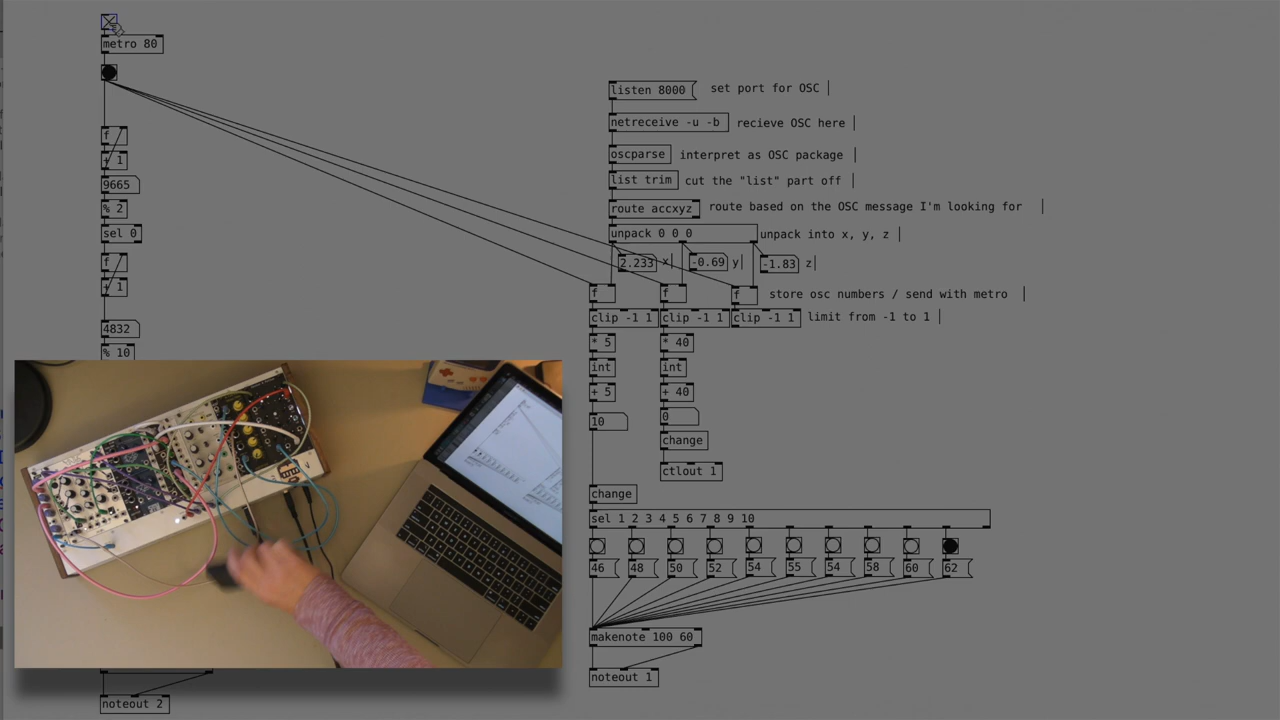 metro 80
f
+ 1
9665
% 2
sel 0
f
+ 1
4832
% 10
noteout 2
listen 8000 set port for OSC
netreceive -u -b recieve OSC here
oscparse interpret as OSC package
list trim cut the "list" part off
route accxyz route based on the OSC message I'm looking for
unpack 0 0 0 unpack into x, y, z
2.233 x -0.69 y -1.83 z
f f f store osc numbers / send with metro
clip -1 1 clip -1 1 clip -1 1 limit from -1 to 1
* 5 * 40
int int
+ 5 + 40
10 0
change
ctlout 1
change
sel 1 2 3 4 5 6 7 8 9 10
46 48 50 52 54 55 54 58 60 62
makenote 100 60
noteout 1